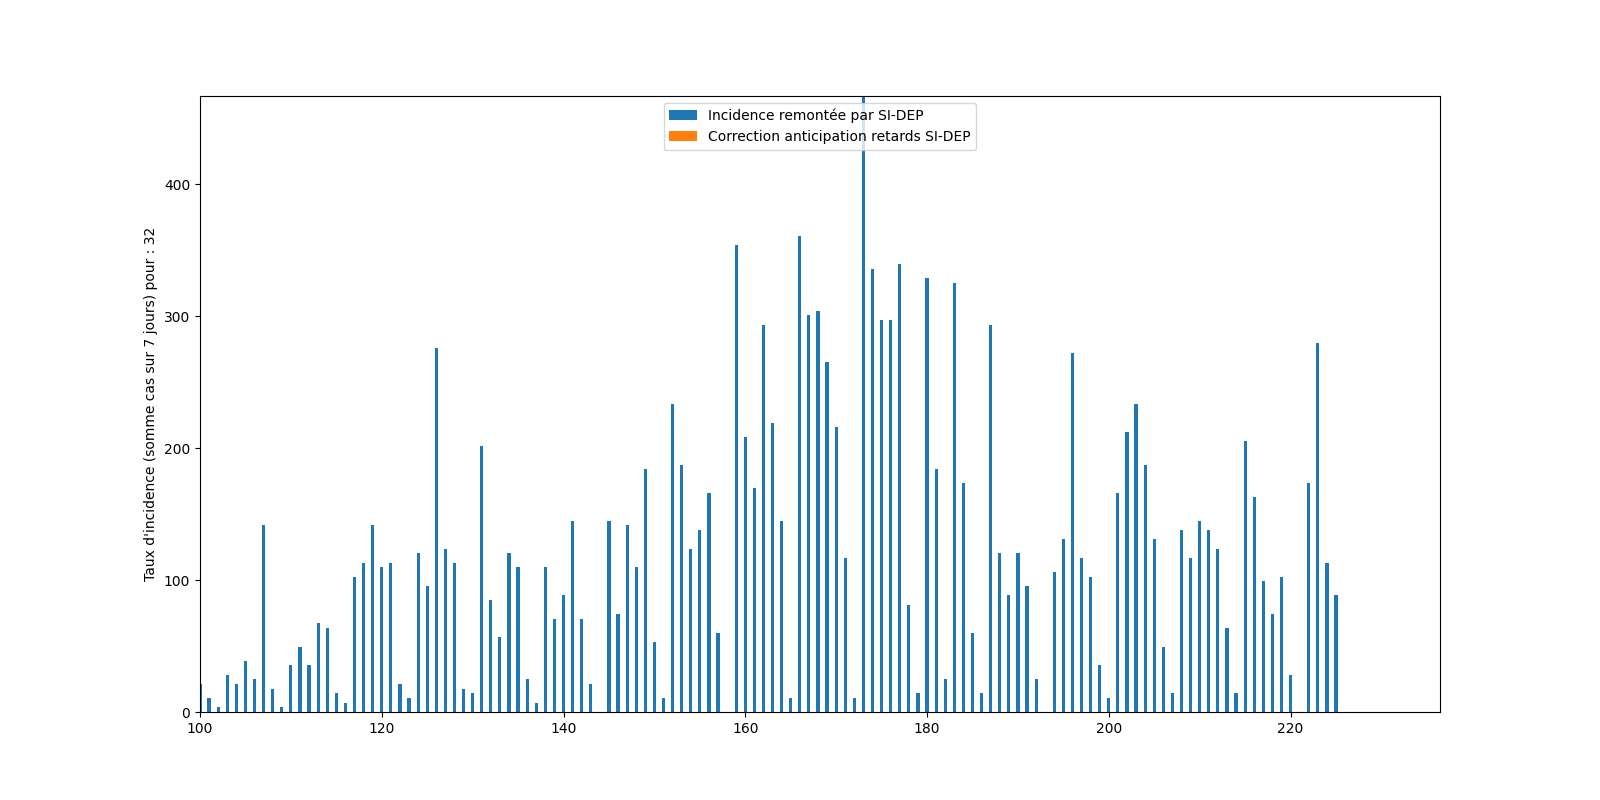 Incidence remontée par SI-DEP
Correction anticipation retards SI-DEP
Taux d'incidence (somme cas sur 7 jours) pour : 32
400
300
200
100
0
100 120 140 160 180 200 220